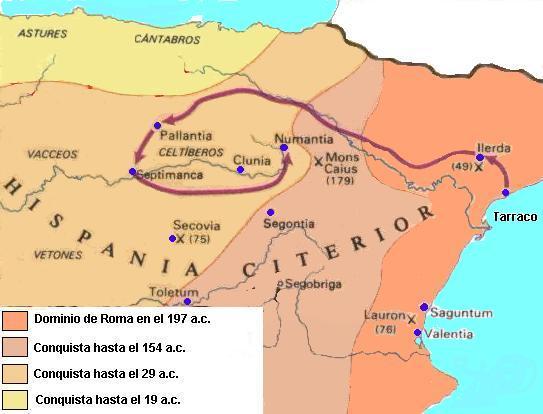 ASTURES
CÁNTABROS
Pallantia
CELTÍBEROS
Numantia
Ilerda
(49)
Mons
Caius
(179)
VACCEOS
Clunia
Septimanca
Tarraco
HISPANIA CITERIOR
Secovia
(75)
Segontia
VETONES
Toletum
Segobriga
Lauron
(76)
Saguntum
Valentia
Dominio de Roma en el 197 a.c.
Conquista hasta el 154 a.c.
Conquista hasta el 29 a.c.
Conquista hasta el 19 a.c.